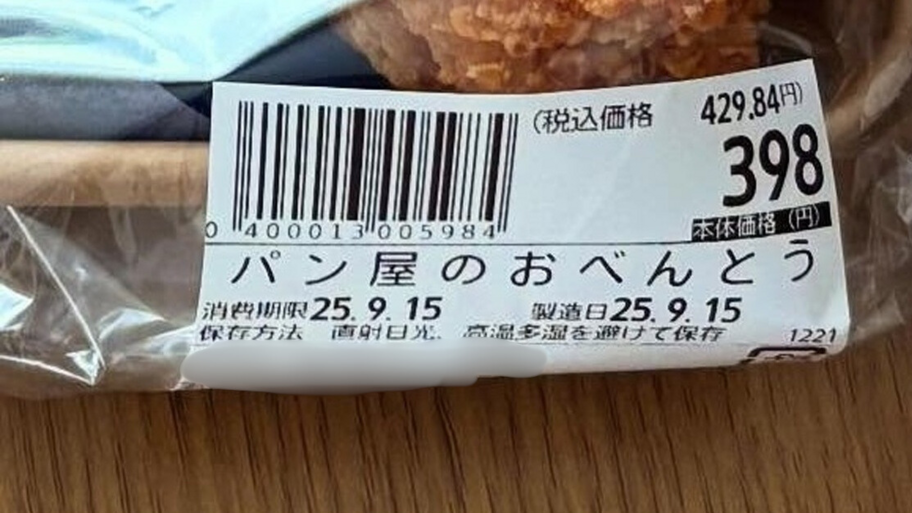 (税込価格 429.84円)
398
本体価格(円)
0 400013 005984
パン屋のおべんとう
消費期限25.9.15 製造日25.9.15
保存方法 直射日光、高温多湿を避けて保存
1221